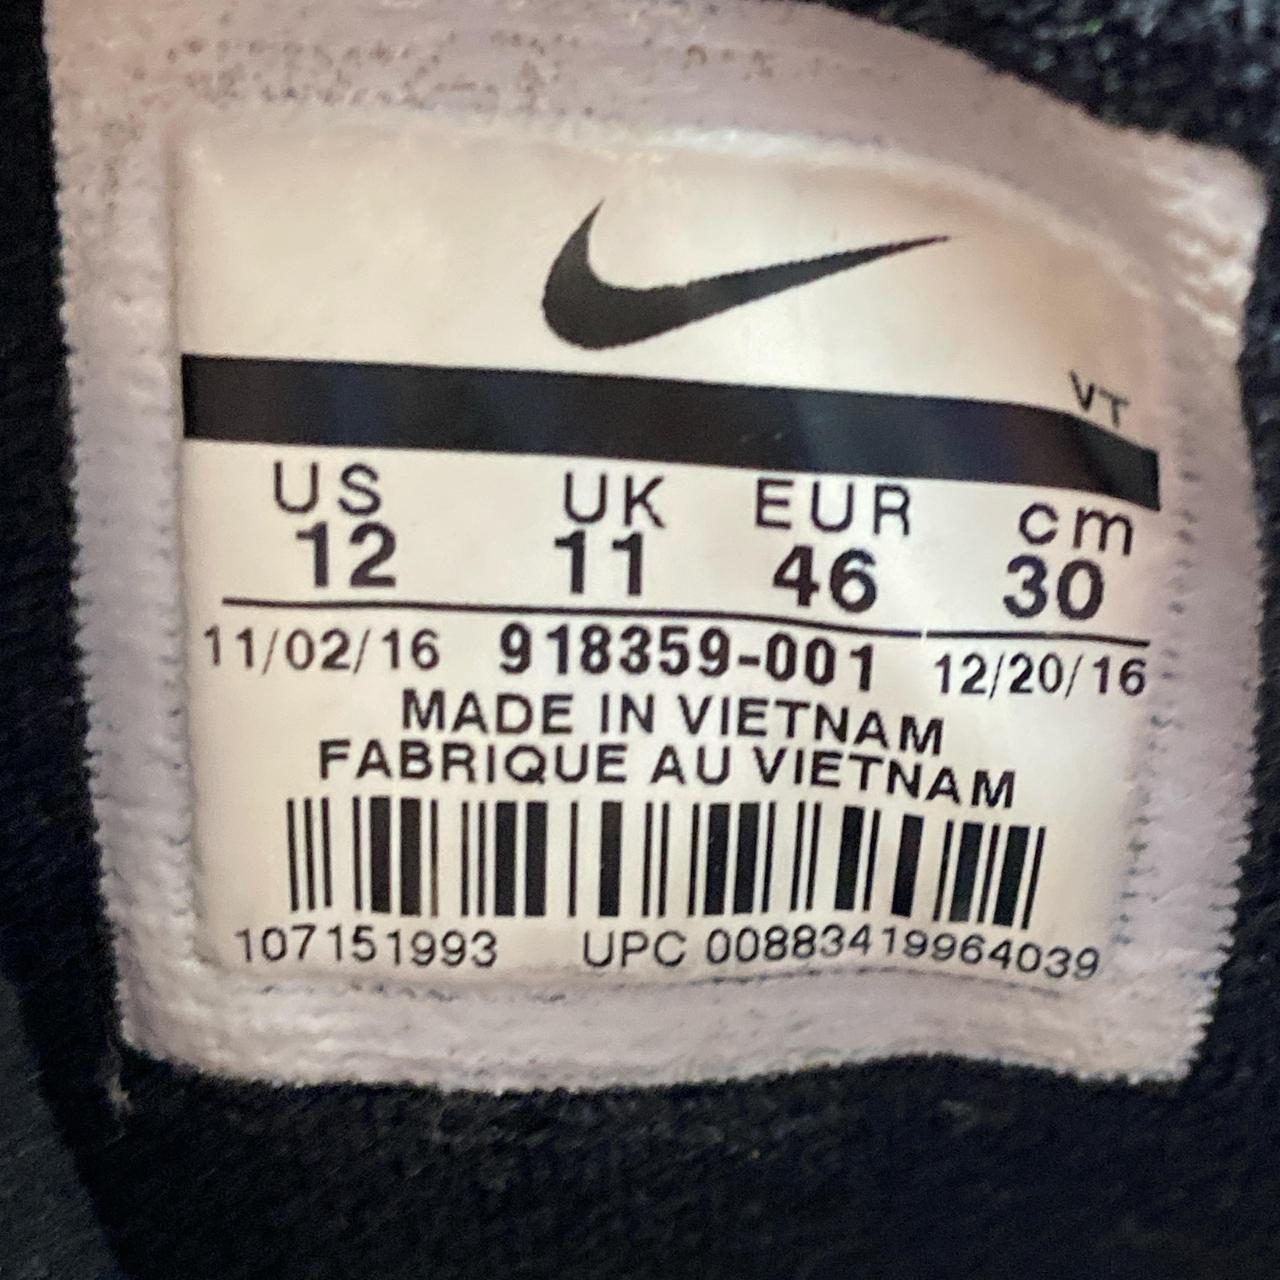 VT
US UK EUR cm
12 11 46 30
11/02/16 918359-001 12/20/16
MADE IN VIETNAM
FABRIQUE AU VIETNAM
107151993 UPC 00883419964039